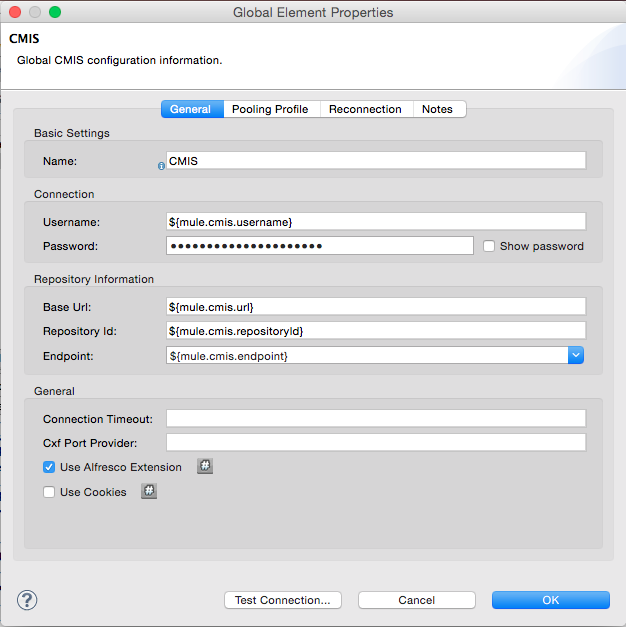 Global Element Properties
CMIS
Global CMIS configuration information.
General Pooling Profile Reconnection Notes
Basic Settings
Name: CMIS
Connection
Username: ${mule.cmis.username}
Password: ●●●●●●●●●●●●●●●●●●●●● Show password
Repository Information
Base Url: ${mule.cmis.url}
Repository Id: ${mule.cmis.repositoryId}
Endpoint: ${mule.cmis.endpoint}
General
Connection Timeout:
Cxf Port Provider:
Use Alfresco Extension #
Use Cookies #
? Test Connection... Cancel OK